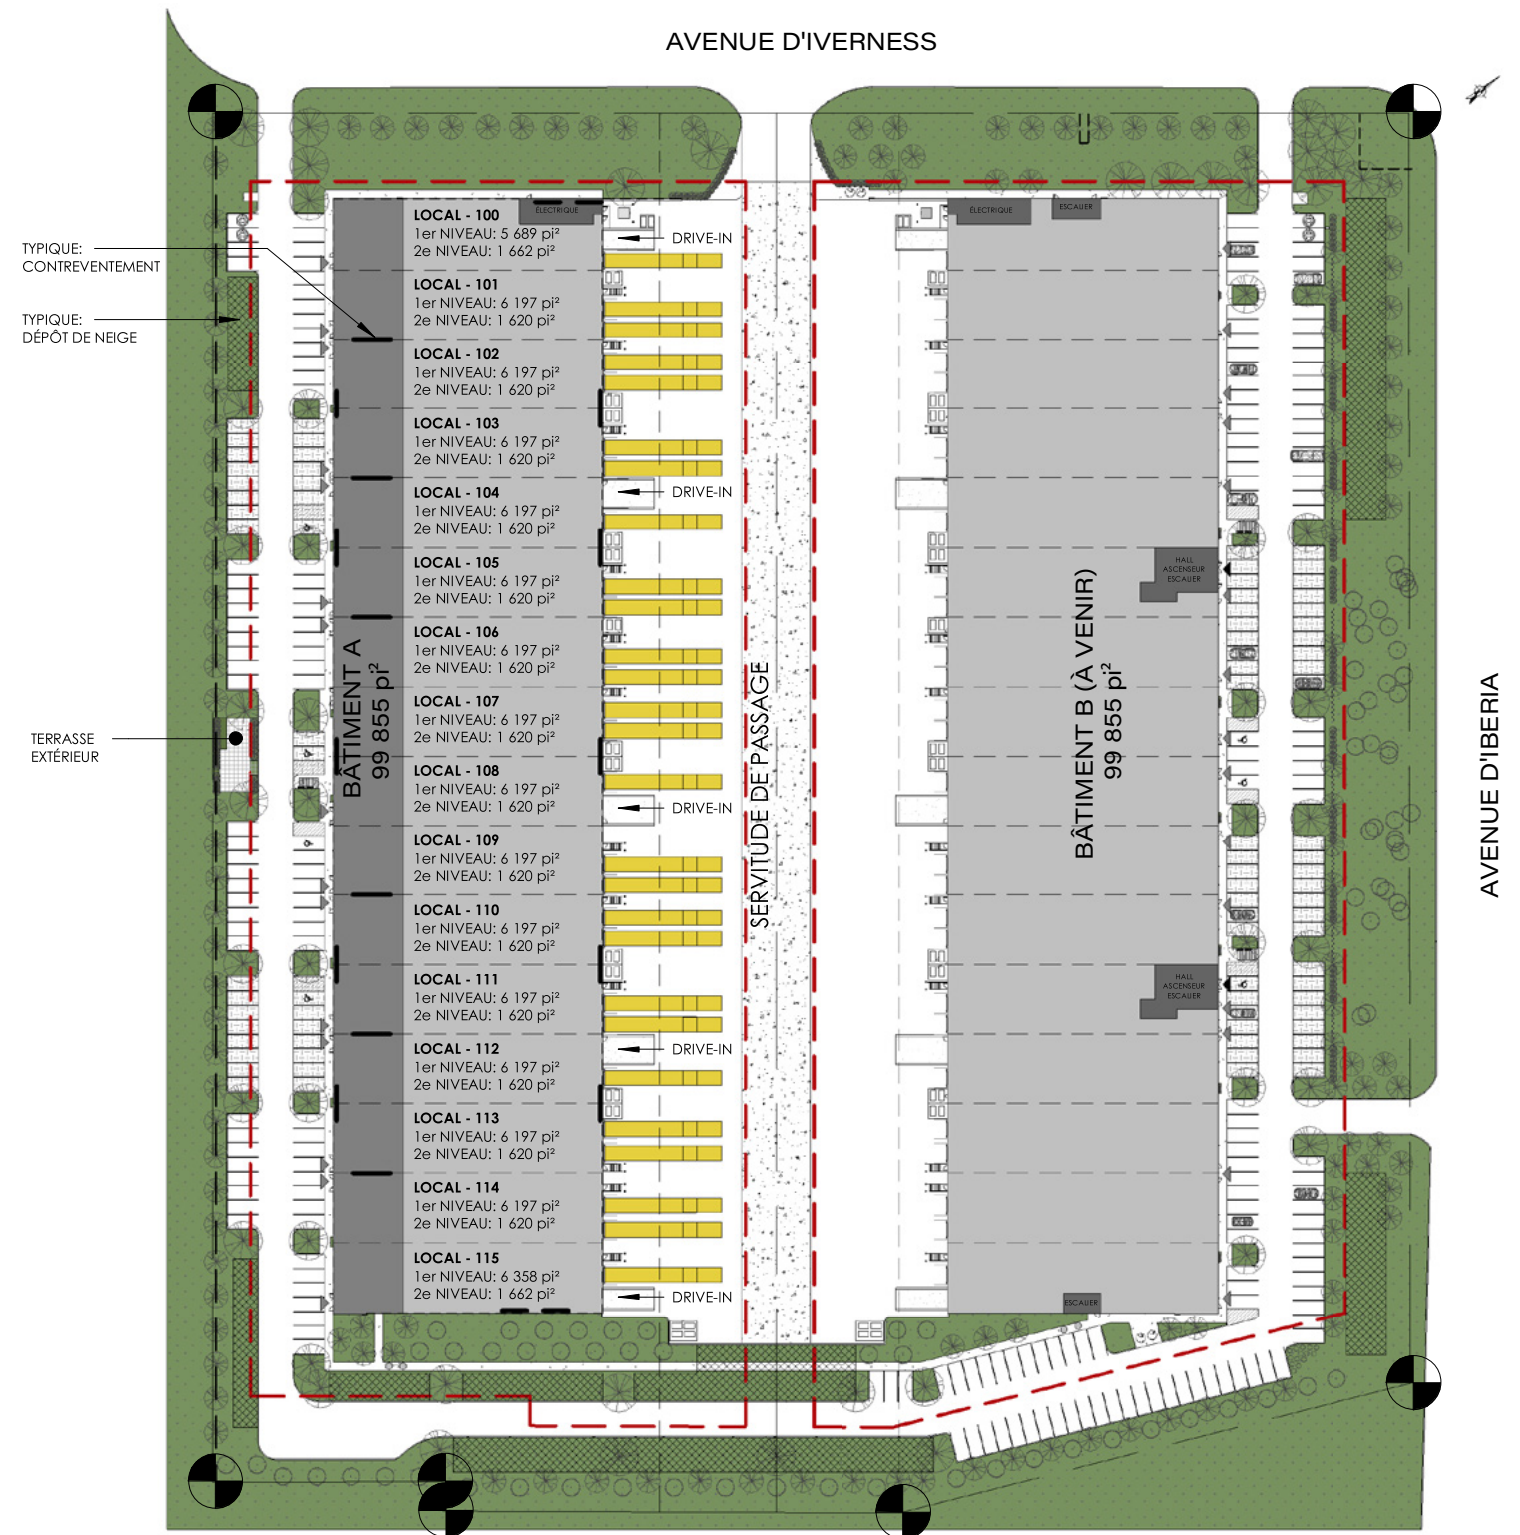 AVENUE D'IVERNESS
TYPIQUE:
CONTREVENTEMENT
TYPIQUE:
DÉPÔT DE NEIGE
TERRASSE
EXTÉRIEUR
BÂTIMENT A
99 855 pi²
ÉLECTRIQUE
LOCAL - 100
1er NIVEAU: 5 689 pi²
2e NIVEAU: 1 662 pi²
LOCAL - 101
1er NIVEAU: 6 197 pi²
2e NIVEAU: 1 620 pi²
LOCAL - 102
1er NIVEAU: 6 197 pi²
2e NIVEAU: 1 620 pi²
LOCAL - 103
1er NIVEAU: 6 197 pi²
2e NIVEAU: 1 620 pi²
LOCAL - 104
1er NIVEAU: 6 197 pi²
2e NIVEAU: 1 620 pi²
LOCAL - 105
1er NIVEAU: 6 197 pi²
2e NIVEAU: 1 620 pi²
LOCAL - 106
1er NIVEAU: 6 197 pi²
2e NIVEAU: 1 620 pi²
LOCAL - 107
1er NIVEAU: 6 197 pi²
2e NIVEAU: 1 620 pi²
LOCAL - 108
1er NIVEAU: 6 197 pi²
2e NIVEAU: 1 620 pi²
LOCAL - 109
1er NIVEAU: 6 197 pi²
2e NIVEAU: 1 620 pi²
LOCAL - 110
1er NIVEAU: 6 197 pi²
2e NIVEAU: 1 620 pi²
LOCAL - 111
1er NIVEAU: 6 197 pi²
2e NIVEAU: 1 620 pi²
LOCAL - 112
1er NIVEAU: 6 197 pi²
2e NIVEAU: 1 620 pi²
LOCAL - 113
1er NIVEAU: 6 197 pi²
2e NIVEAU: 1 620 pi²
LOCAL - 114
1er NIVEAU: 6 197 pi²
2e NIVEAU: 1 620 pi²
LOCAL - 115
1er NIVEAU: 6 358 pi²
2e NIVEAU: 1 662 pi²
DRIVE-IN
DRIVE-IN
DRIVE-IN
DRIVE-IN
DRIVE-IN
SERVITUDE DE PASSAGE
ÉLECTRIQUE
ESCALIER
BÂTIMENT B (À VENIR)
99 855 pi²
HALL
ASCENSEUR
ESCALIER
HALL
ASCENSEUR
ESCALIER
ESCALIER
AVENUE D'IBERIA